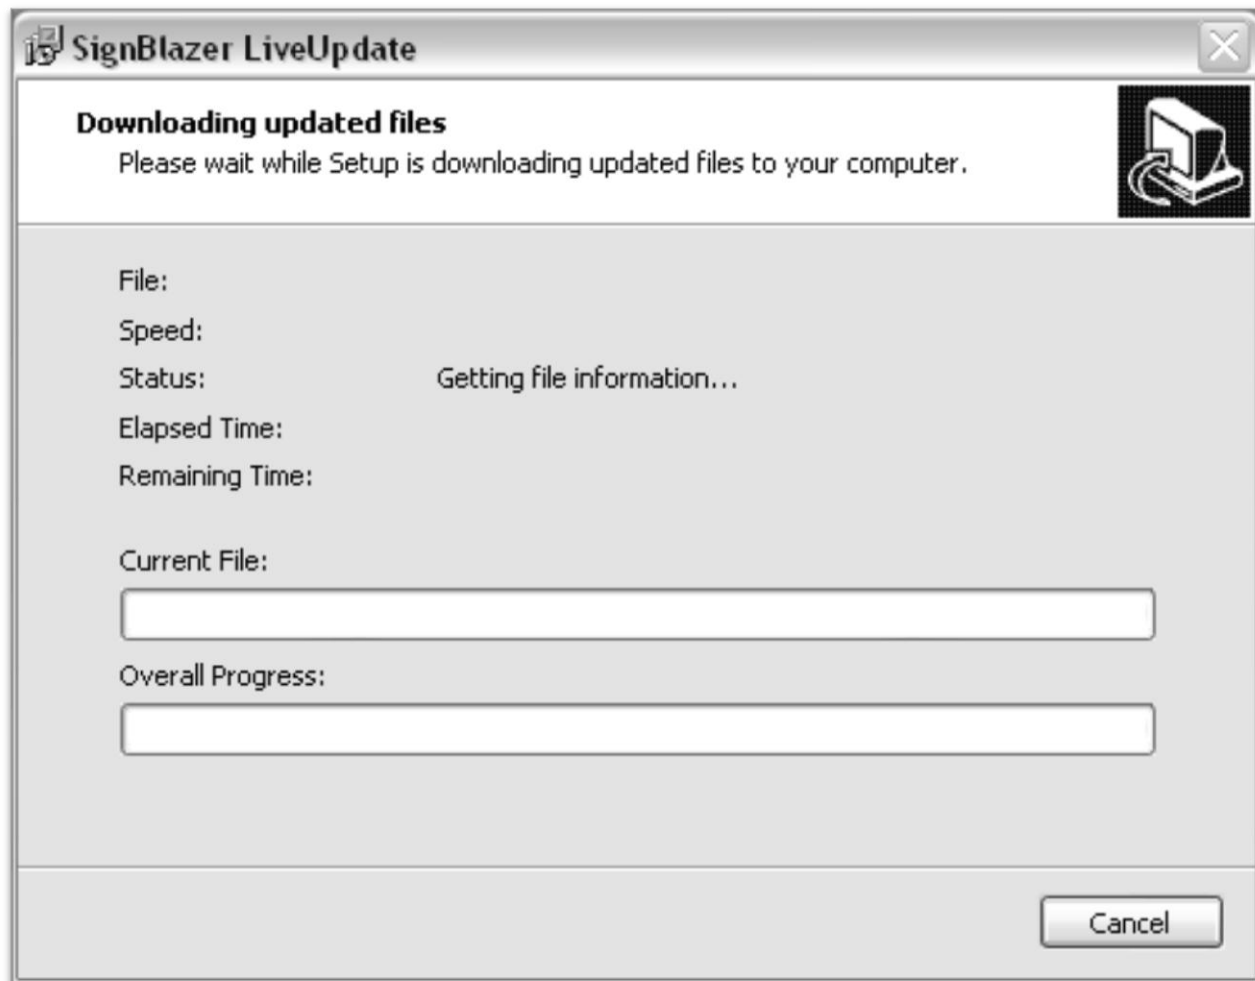 SignBlazer LiveUpdate
Downloading updated files
Please wait while Setup is downloading updated files to your computer.
File:
Speed:
Status: Getting file information...
Elapsed Time:
Remaining Time:
Current File:
Overall Progress:
Cancel